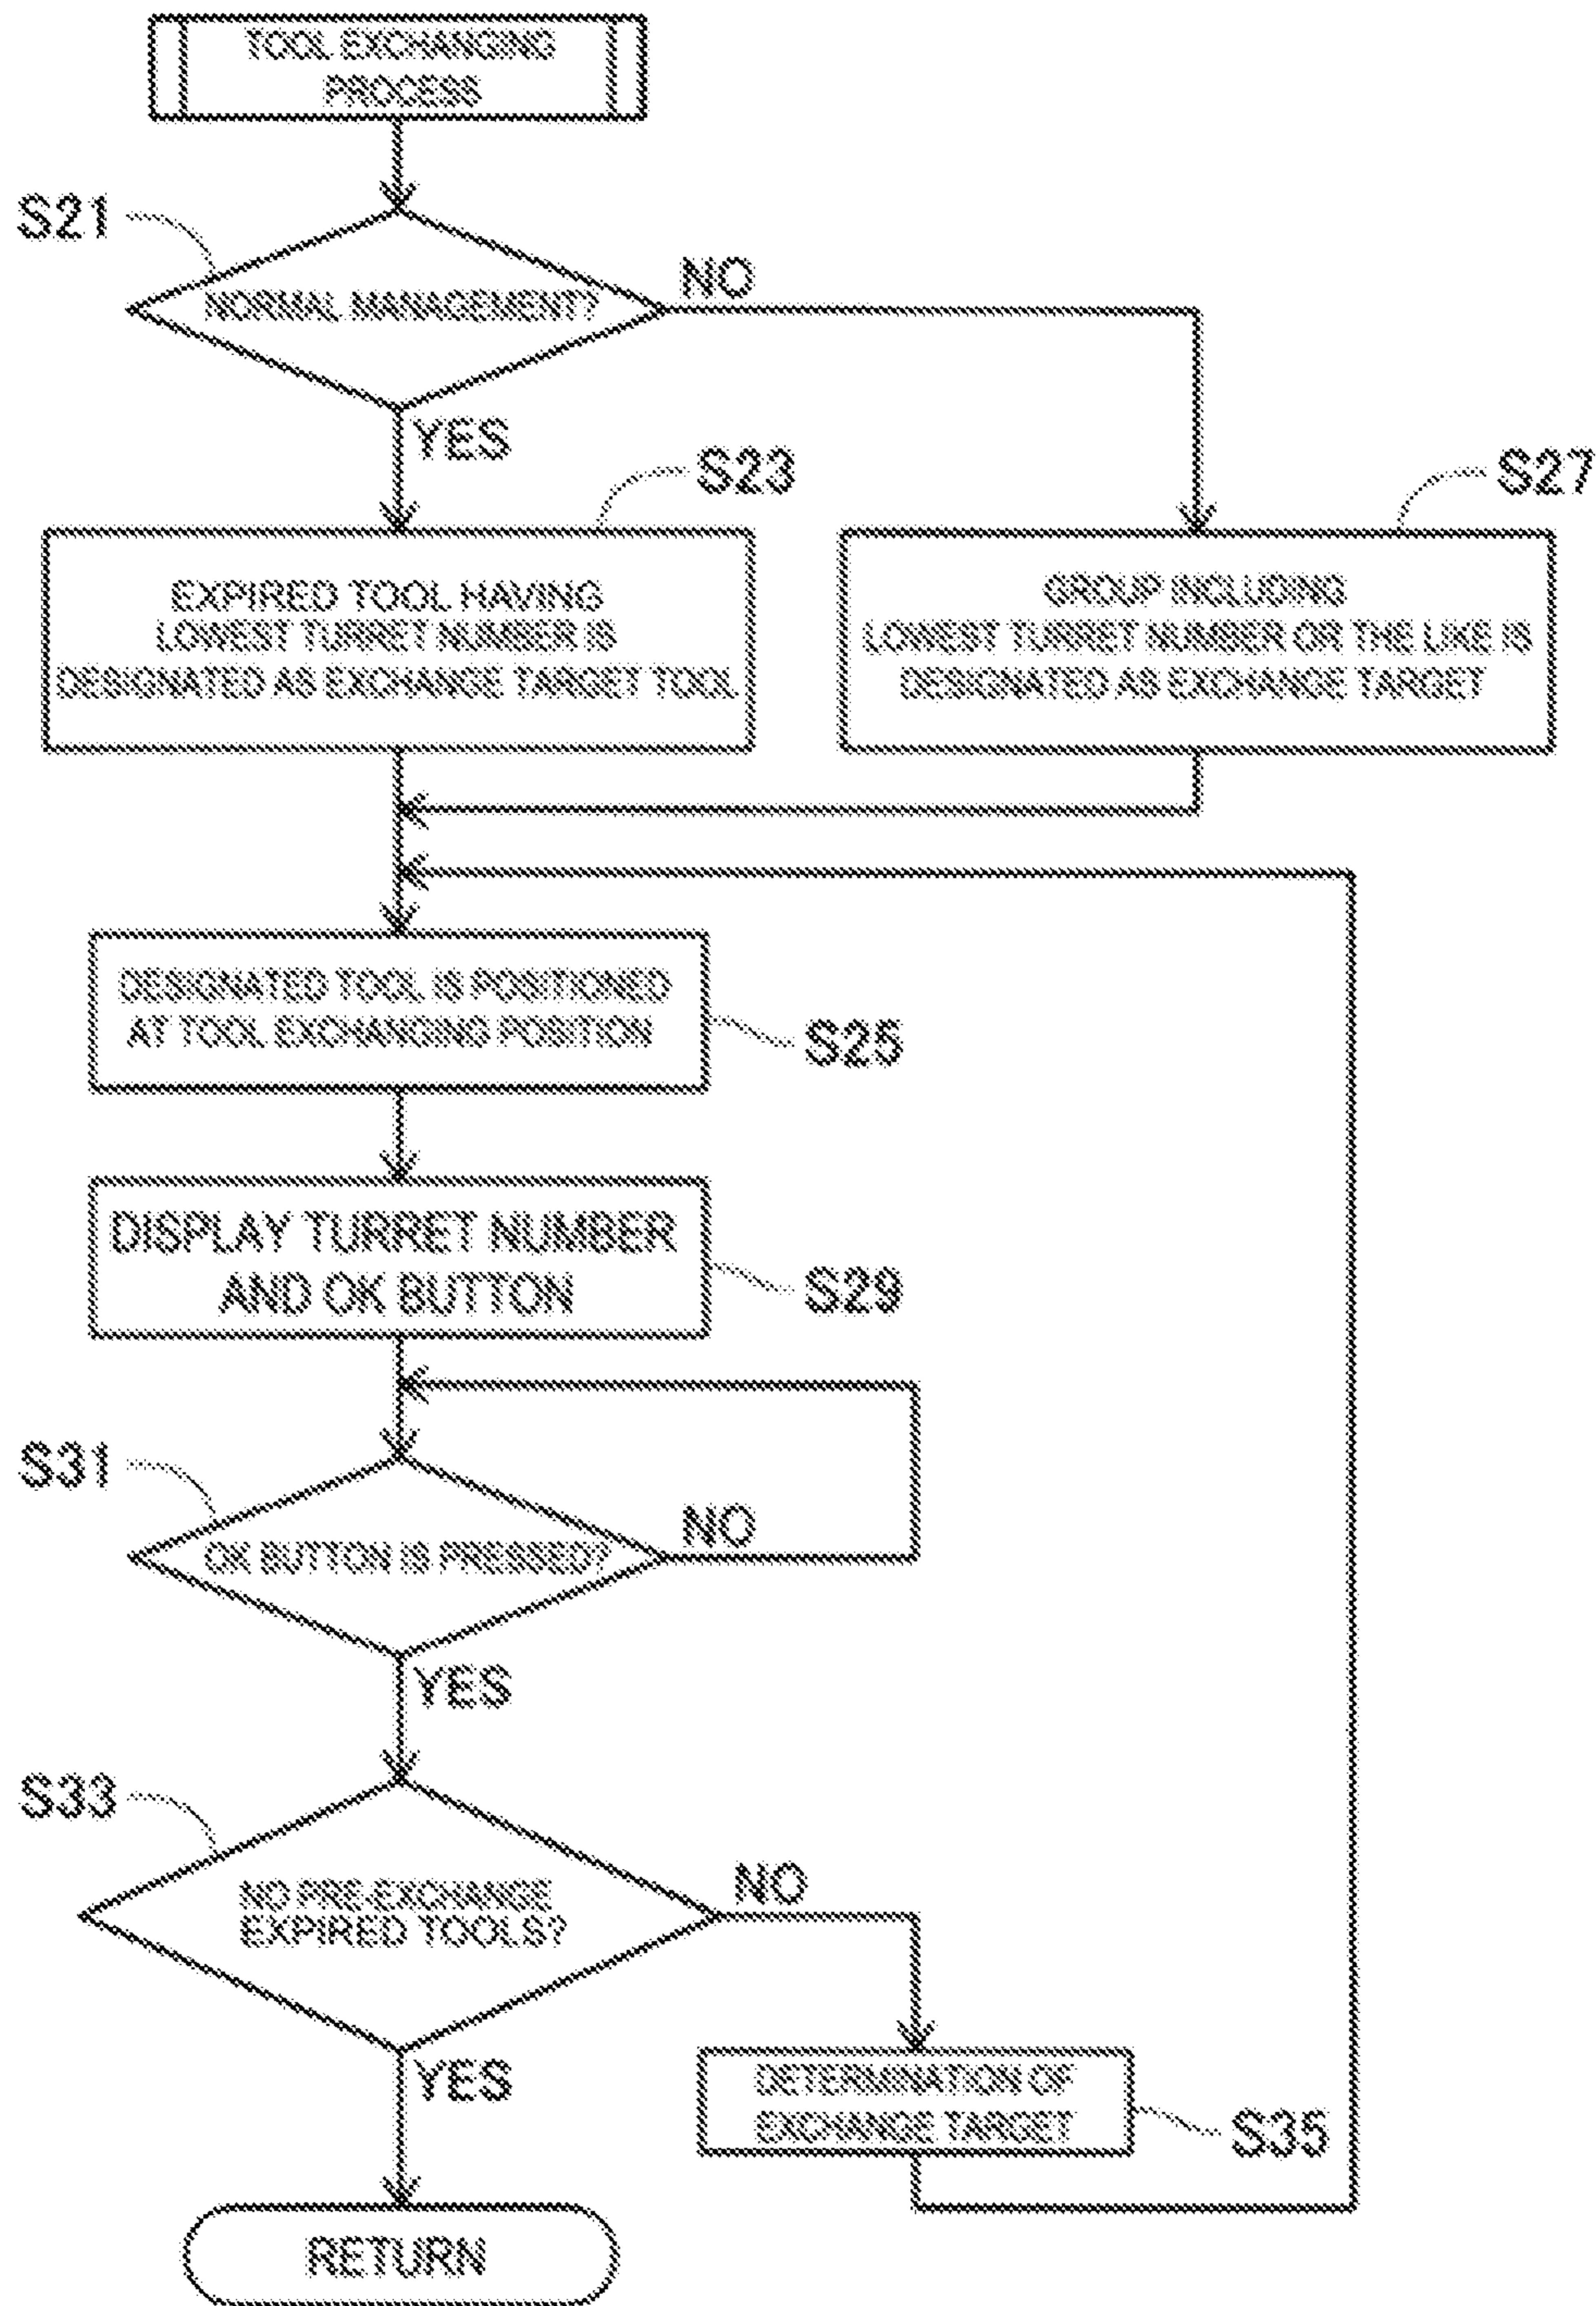 TOOL EXCHANGING
PROCESS
S21
NORMAL MANAGEMENT?
NO
YES
S23
S27
EXPIRED TOOL HAVING
LOWEST TURRET NUMBER IS
DESIGNATED AS EXCHANGE TARGET TOOL
GROUP INCLUDING
LOWEST TURRET NUMBER OR THE LIKE IS
DESIGNATED AS EXCHANGE TARGET
DESIGNATED TOOL IS POSITIONED
AT TOOL EXCHANGING POSITION
S25
DISPLAY TURRET NUMBER
AND OK BUTTON
S29
S31
OK BUTTON IS PRESSED?
NO
YES
S33
NO PRE-EXCHANGE
EXPIRED TOOLS?
NO
YES
DETERMINATION OF
EXCHANGE TARGET
S35
RETURN